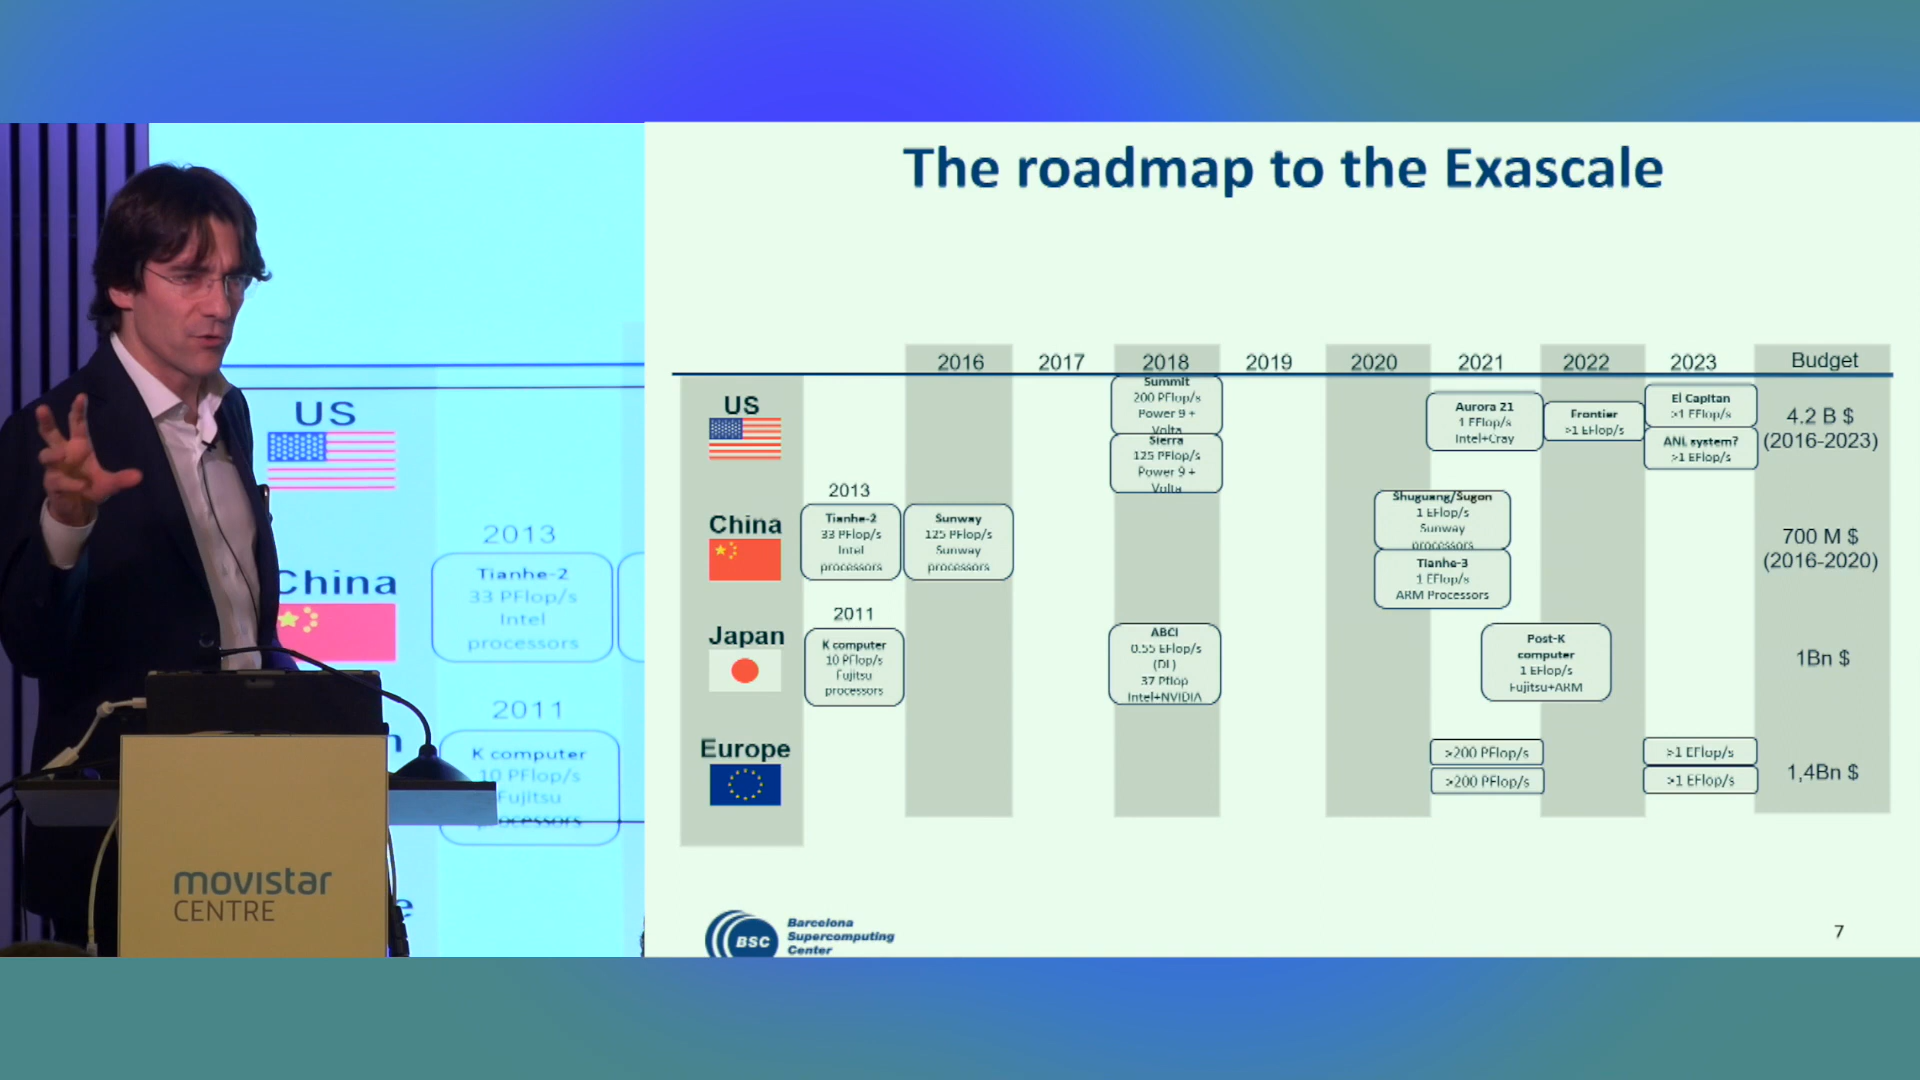 The roadmap to the Exascale
2016 2017 2018 2019 2020 2021 2022 2023 Budget
US
Summit
200 PFlop/s
Power 9 +
Volta
Sierra
125 PFlop/s
Power 9 +
Volta
Aurora 21
1 EFlop/s
Intel+Cray
Frontier
>1 EFlop/s
El Capitan
>1 EFlop/s
ANL system?
>1 EFlop/s
4.2 B $
(2016-2023)
China
2013
Tianhe-2
33 PFlop/s
Intel
processors
Sunway
125 PFlop/s
Sunway
processors
Shuguang/Sugon
1 EFlop/s
Sunway
processors
Tianhe-3
1 EFlop/s
ARM Processors
700 M $
(2016-2020)
Japan
2011
K computer
10 PFlop/s
Fujitsu
processors
ABCI
0.55 EFlop/s
(DL)
37 Pflop
Intel+NVIDIA
Post-K
computer
1 EFlop/s
Fujitsu+ARM
1Bn $
Europe
>200 PFlop/s
>200 PFlop/s
>1 EFlop/s
>1 EFlop/s
1,4Bn $
BSC
Barcelona
Supercomputing
Center
7
US
2013
China
Tianhe-2
33 PFlop/s
Intel
processors
2011
K computer
10 PFlop/s
Fujitsu
processors
movistar
CENTRE